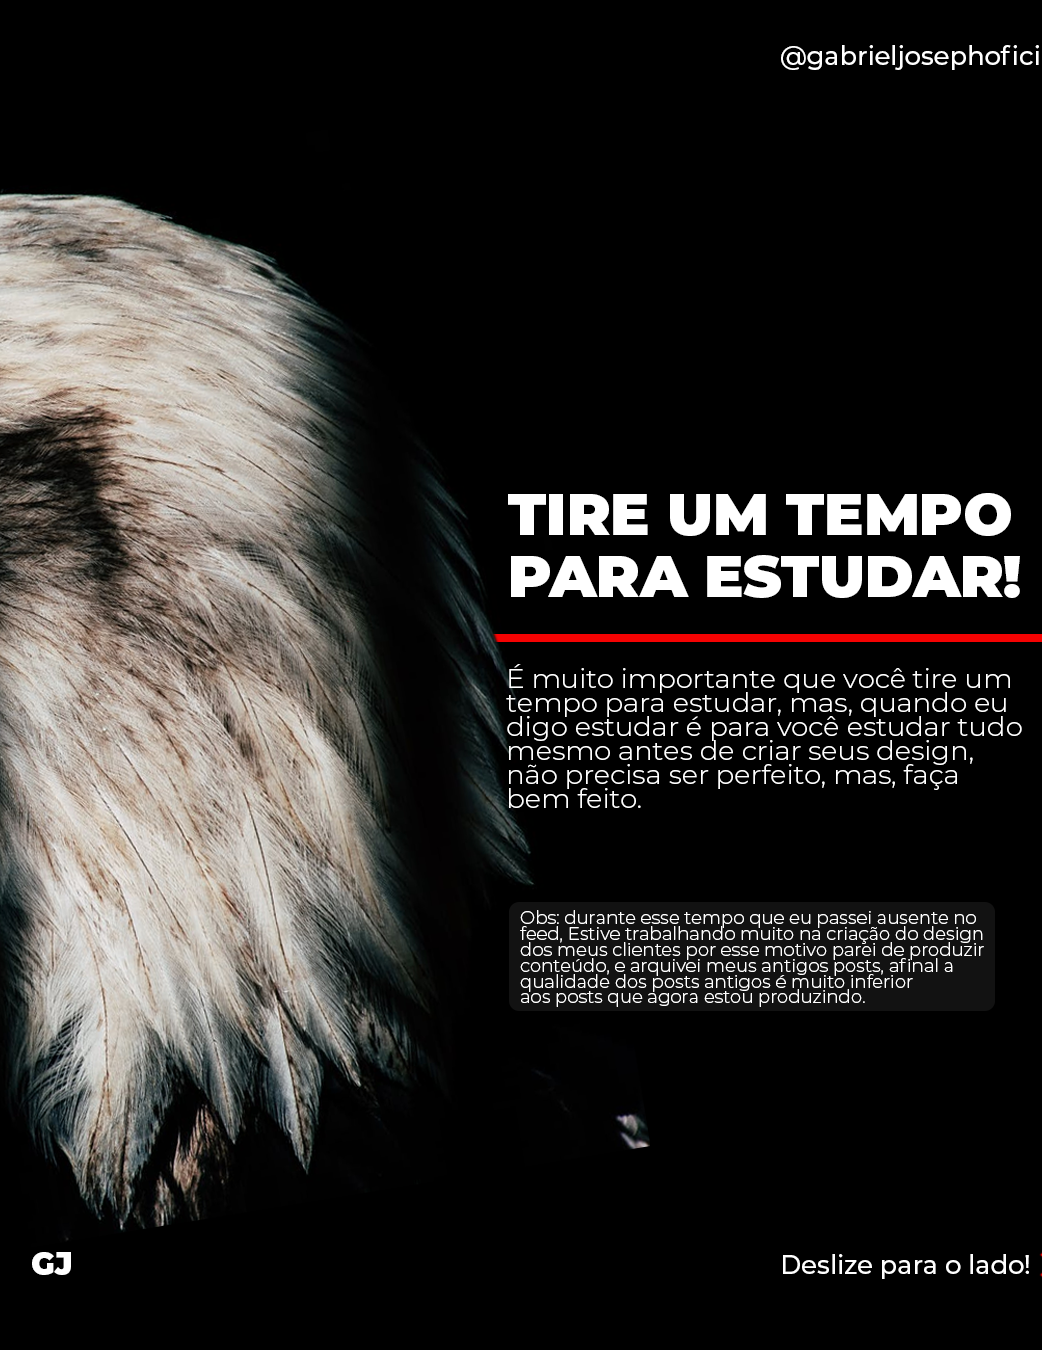 @gabrieljosephofici
TIRE UM TEMPO
PARA ESTUDAR!
É muito importante que você tire um
tempo para estudar, mas, quando eu
digo estudar é para você estudar tudo
mesmo antes de criar seus design,
não precisa ser perfeito, mas, faça
bem feito.
Obs: durante esse tempo que eu passei ausente no
feed, Estive trabalhando muito na criação do design
dos meus clientes por esse motivo parei de produzir
conteúdo, e arquivei meus antigos posts, afinal a
qualidade dos posts antigos é muito inferior
aos posts que agora estou produzindo.
GJ
Deslize para o lado!